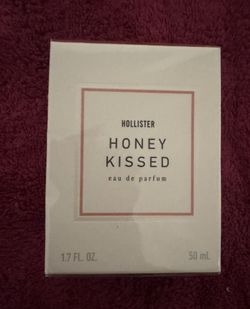 HOLLISTER
HONEY
KISSED
eau de parfum
1.7 FL. OZ. 50 mL